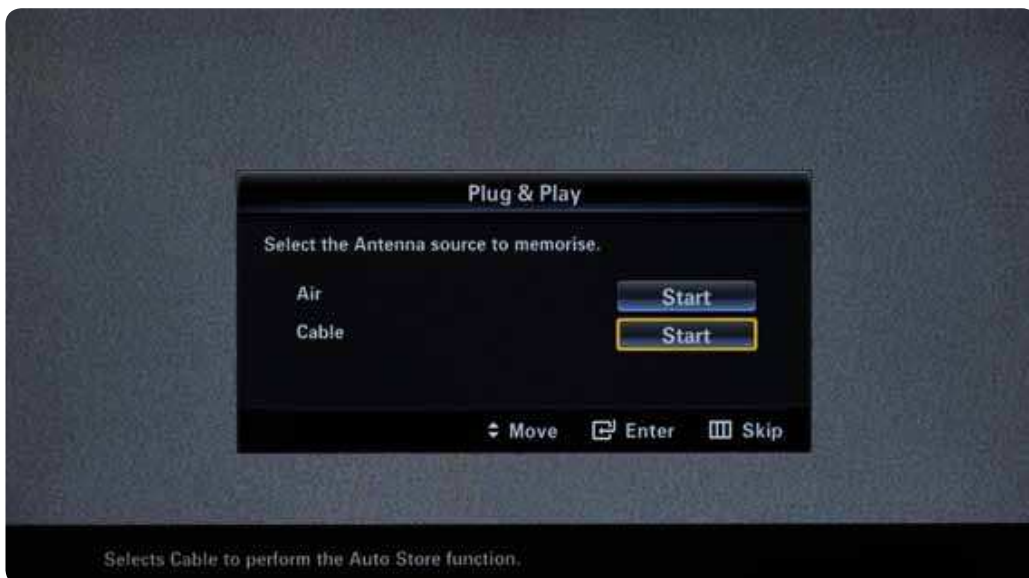 Plug & Play
Select the Antenna source to memorise.
Air Start
Cable Start
Move Enter Skip
Selects Cable to perform the Auto Store function.